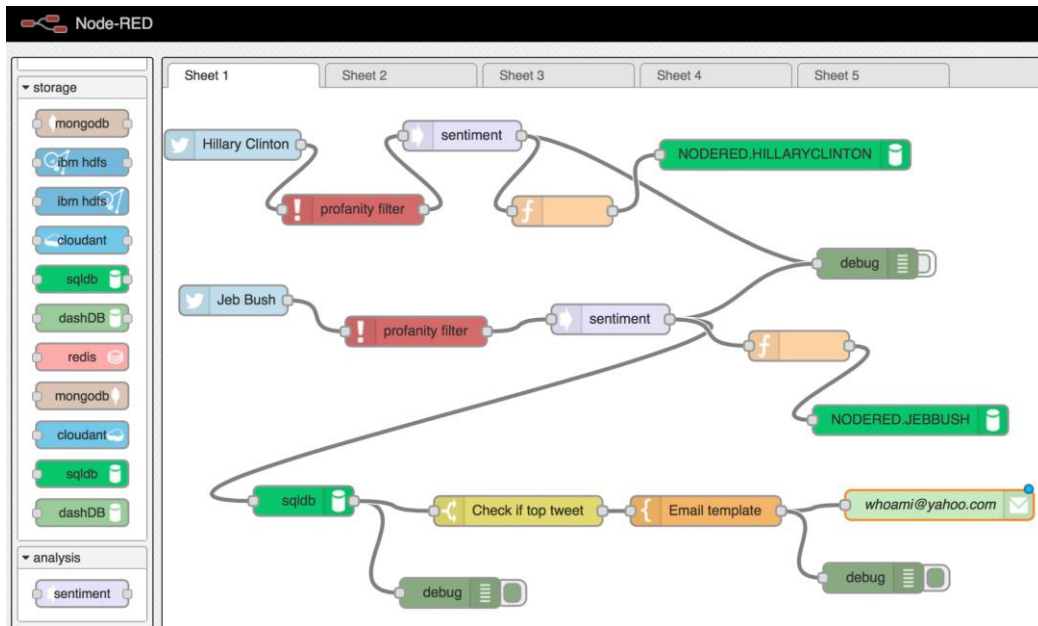 Node-RED
storage
mongodb
ibm hdfs
ibm hdfs
cloudant
sqldb
dashDB
redis
mongodb
cloudant
sqldb
dashDB
analysis
sentiment
Sheet 1
Sheet 2
Sheet 3
Sheet 4
Sheet 5
Hillary Clinton
sentiment
NODERED.HILLARYCLINTON
profanity filter
f
debug
Jeb Bush
profanity filter
sentiment
f
NODERED.JEBBUSH
sqldb
Check if top tweet
Email template
whoami@yahoo.com
debug
debug